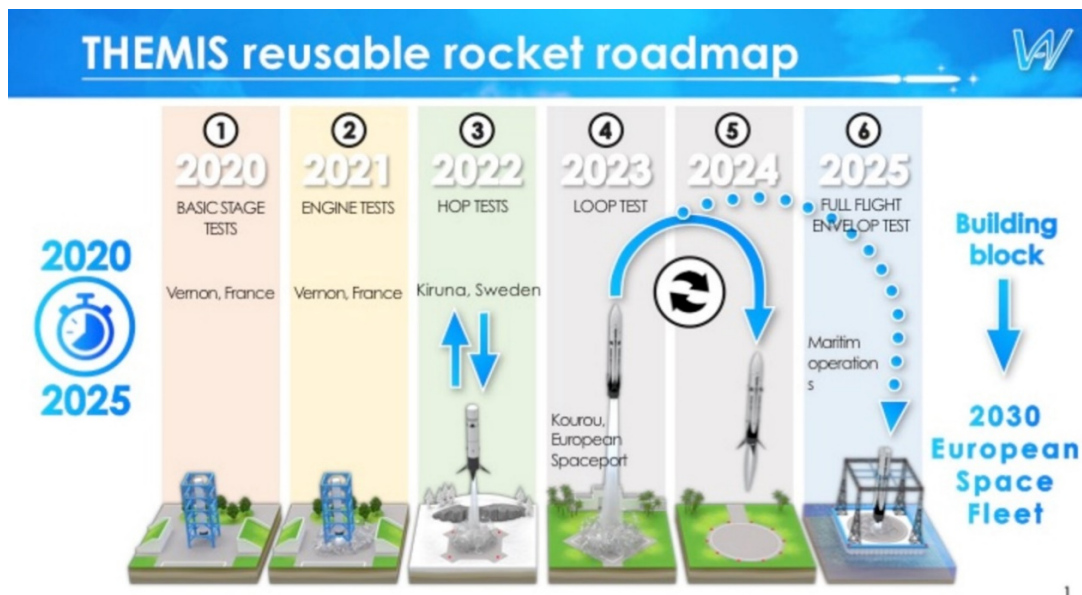 THEMIS reusable rocket roadmap
1
2020
BASIC STAGE
TESTS
Vernon, France
2
2021
ENGINE TESTS
Vernon, France
3
2022
HOP TESTS
Kiruna, Sweden
4
2023
LOOP TEST
Kourou,
European
Spaceport
5
2024
6
2025
FULL FLIGHT
ENVELOP TEST
Maritim
operation
s
2020
2025
Building
block
2030
European
Space
Fleet
1